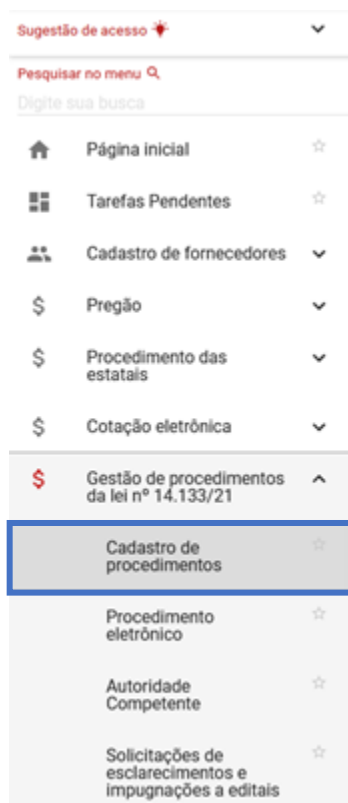 Sugestão de acesso
Pesquisar no menu
Digite sua busca
Página inicial
Tarefas Pendentes
Cadastro de fornecedores
Pregão
Procedimento das
estatais
Cotação eletrônica
Gestão de procedimentos
da lei nº 14.133/21
Cadastro de
procedimentos
Procedimento
eletrônico
Autoridade
Competente
Solicitações de
esclarecimentos e
impugnações a editais